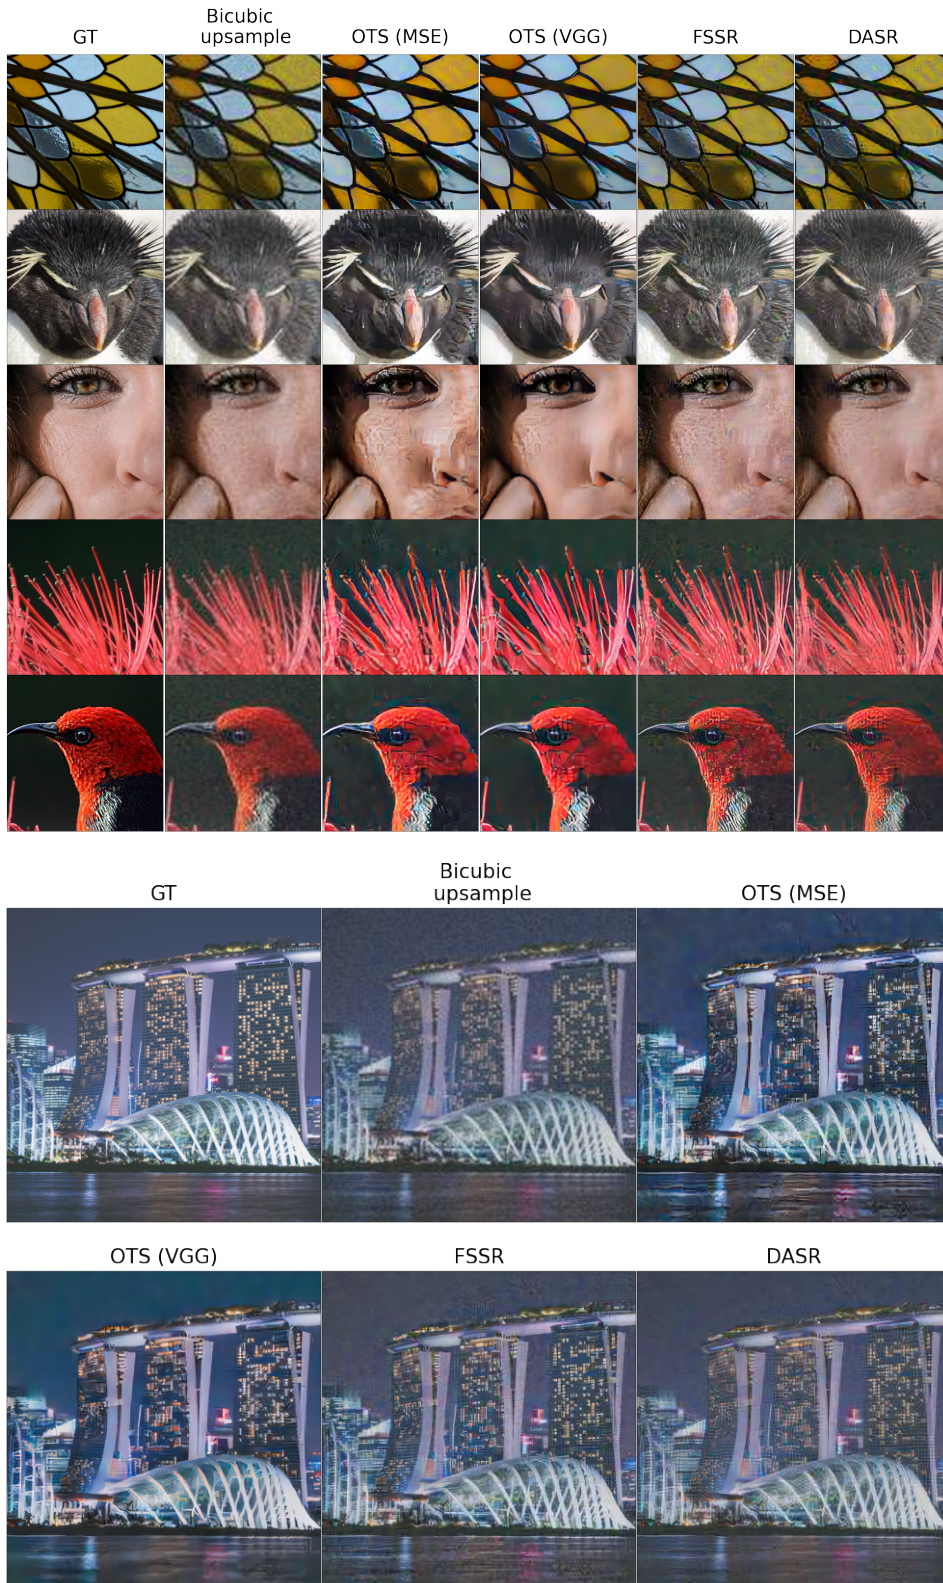 GT
Bicubic
upsample
OTS (MSE)
OTS (VGG)
FSSR
DASR
GT
Bicubic
upsample
OTS (MSE)
OTS (VGG)
FSSR
DASR